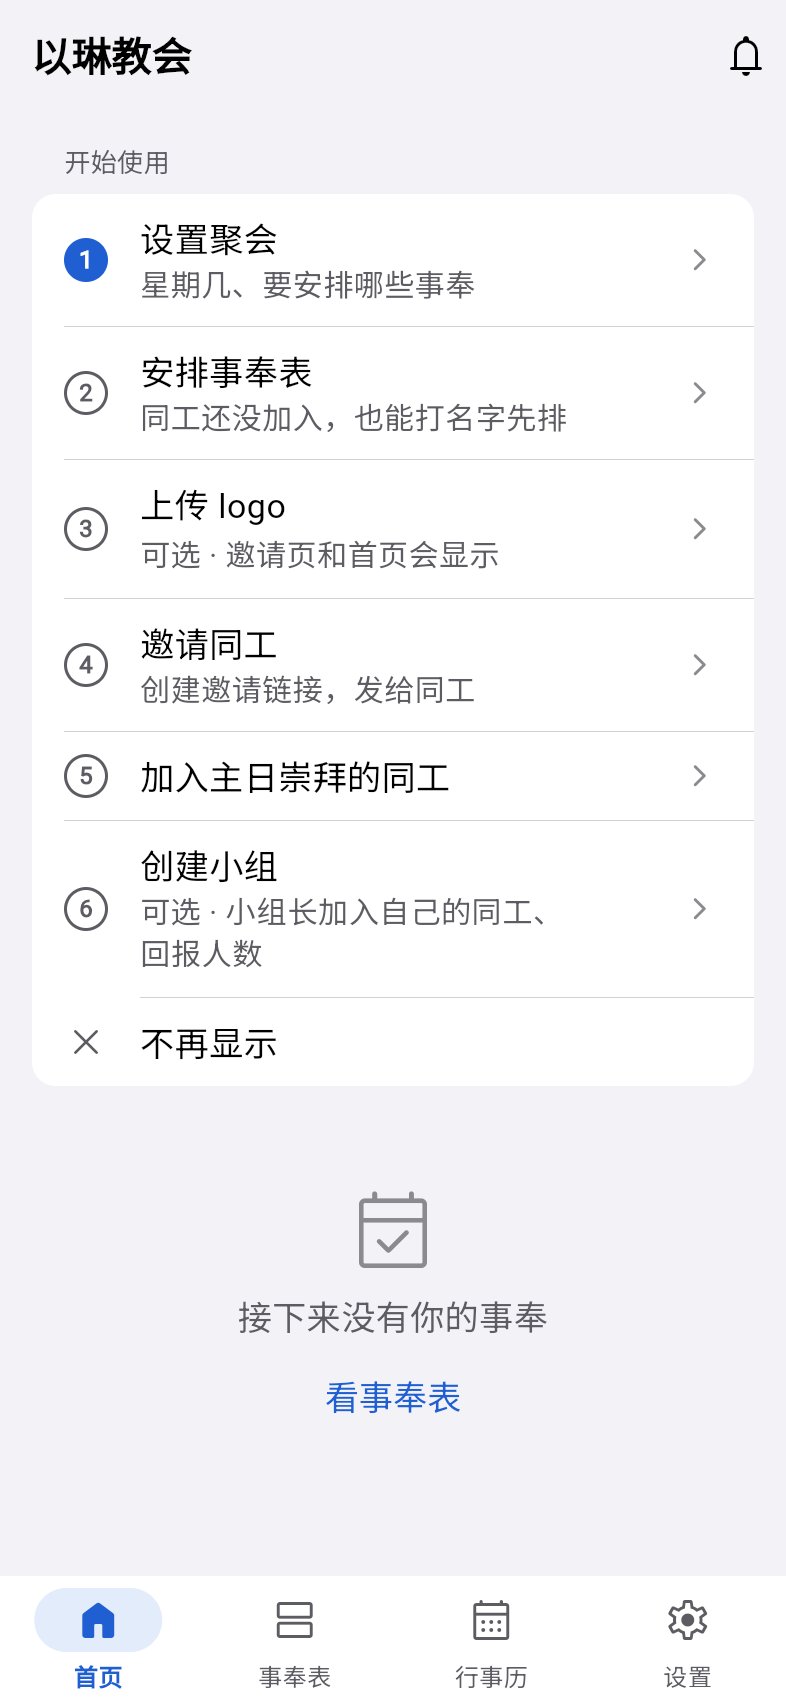 以琳教会
开始使用
1
设置聚会
星期几、要安排哪些事奉
2
安排事奉表
同工还没加入，也能打名字先排
3
上传 logo
可选 · 邀请页和首页会显示
4
邀请同工
创建邀请链接，发给同工
5
加入主日崇拜的同工
6
创建小组
可选 · 小组长加入自己的同工、
回报人数
不再显示
接下来没有你的事奉
看事奉表
首页
事奉表
行事历
设置